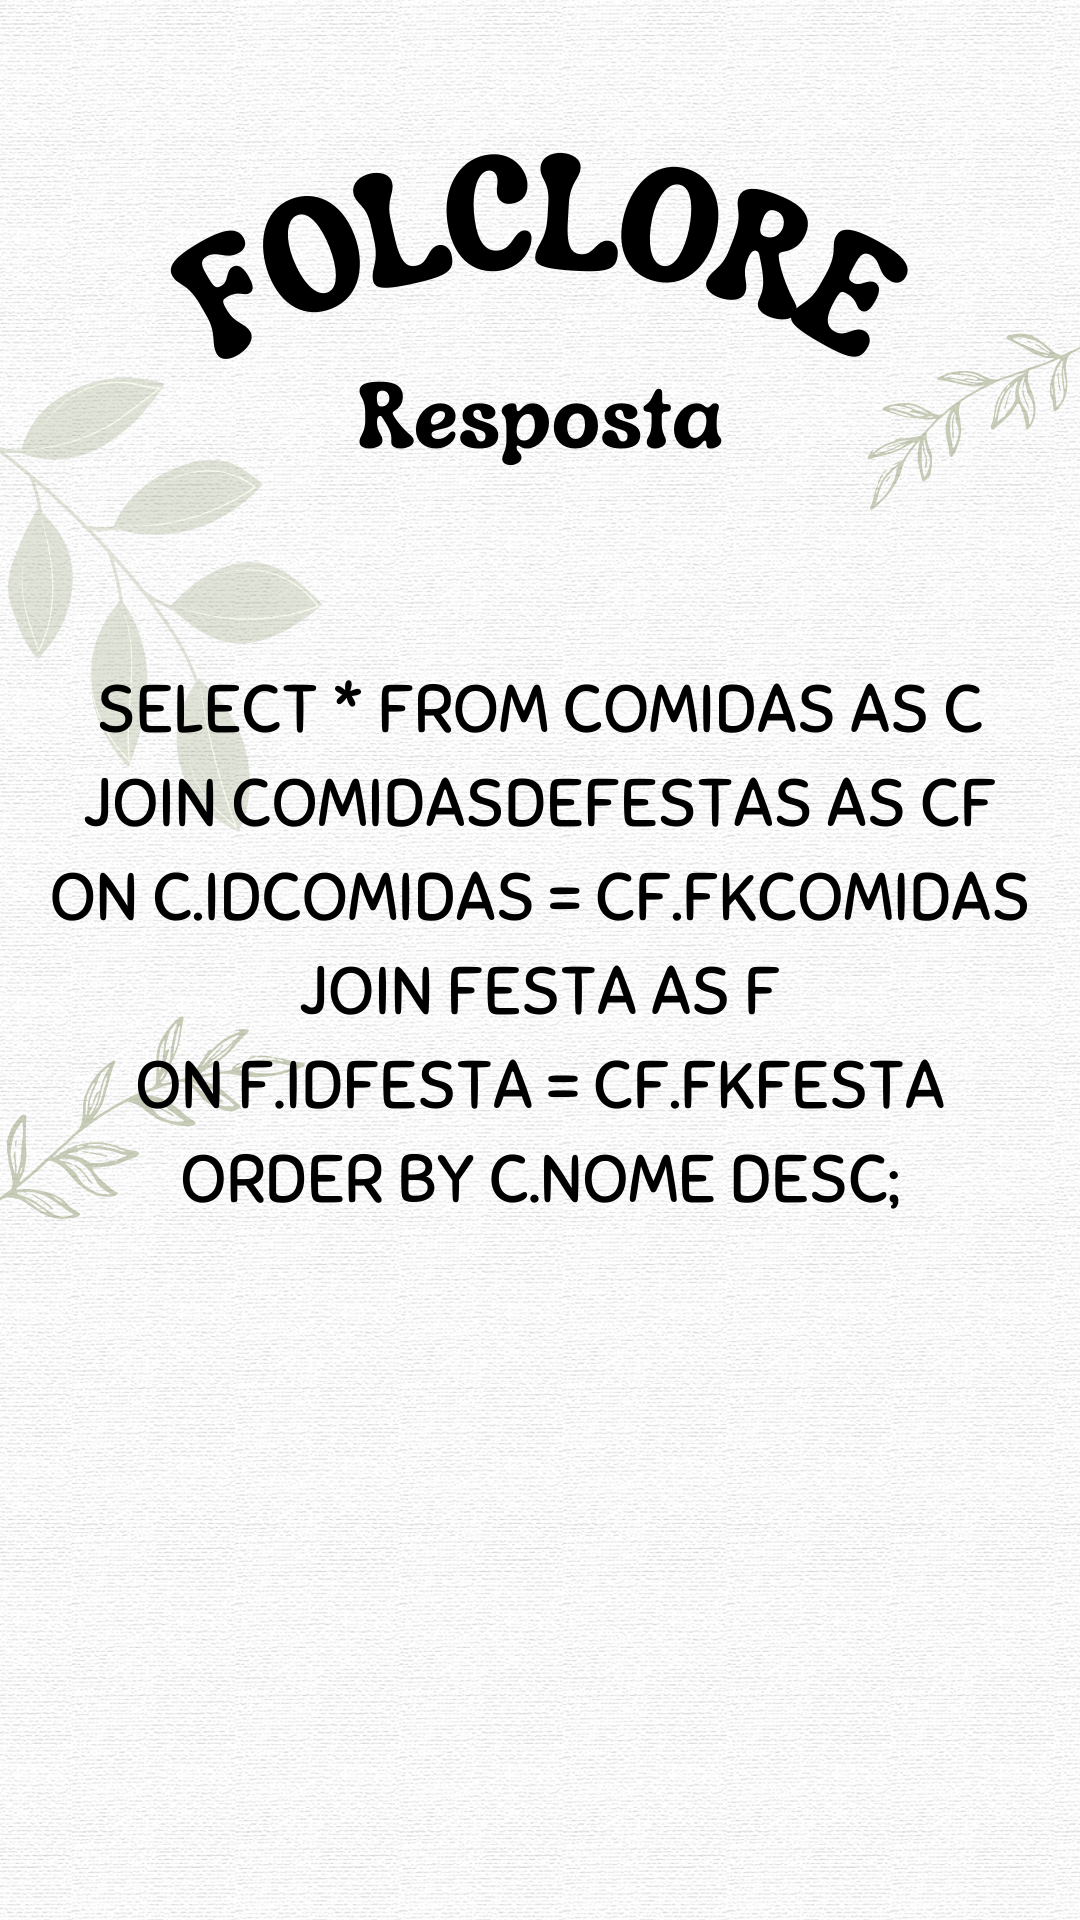 FOLCLORE
Resposta
SELECT * FROM COMIDAS AS C
JOIN COMIDASDEFESTAS AS CF
ON C.IDCOMIDAS = CF.FKCOMIDAS
JOIN FESTA AS F
ON F.IDFESTA = CF.FKFESTA
ORDER BY C.NOME DESC;